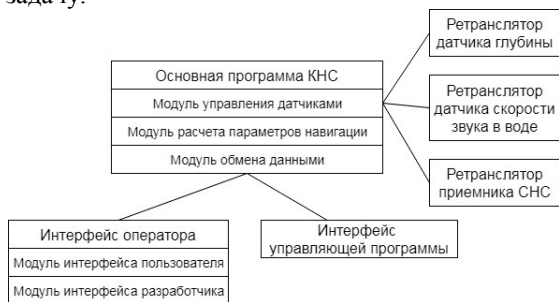 задачу.
Ретранслятор
датчика глубины
Основная программа КНС
Модуль управления датчиками
Модуль расчета параметров навигации
Модуль обмена данными
Ретранслятор
датчика скорости
звука в воде
Ретранслятор
приемника СНС
Интерфейс оператора
Модуль интерфейса пользователя
Модуль интерфейса разработчика
Интерфейс
управляющей программы